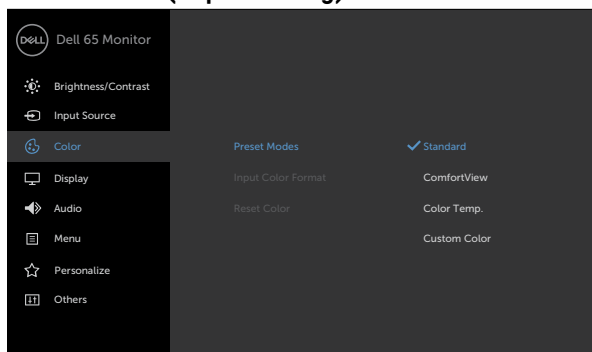 DELL Dell 65 Monitor
Brightness/Contrast
Input Source
Color
Preset Modes
Standard
Display
Input Color Format
ComfortView
Audio
Reset Color
Color Temp.
Menu
Custom Color
Personalize
Others